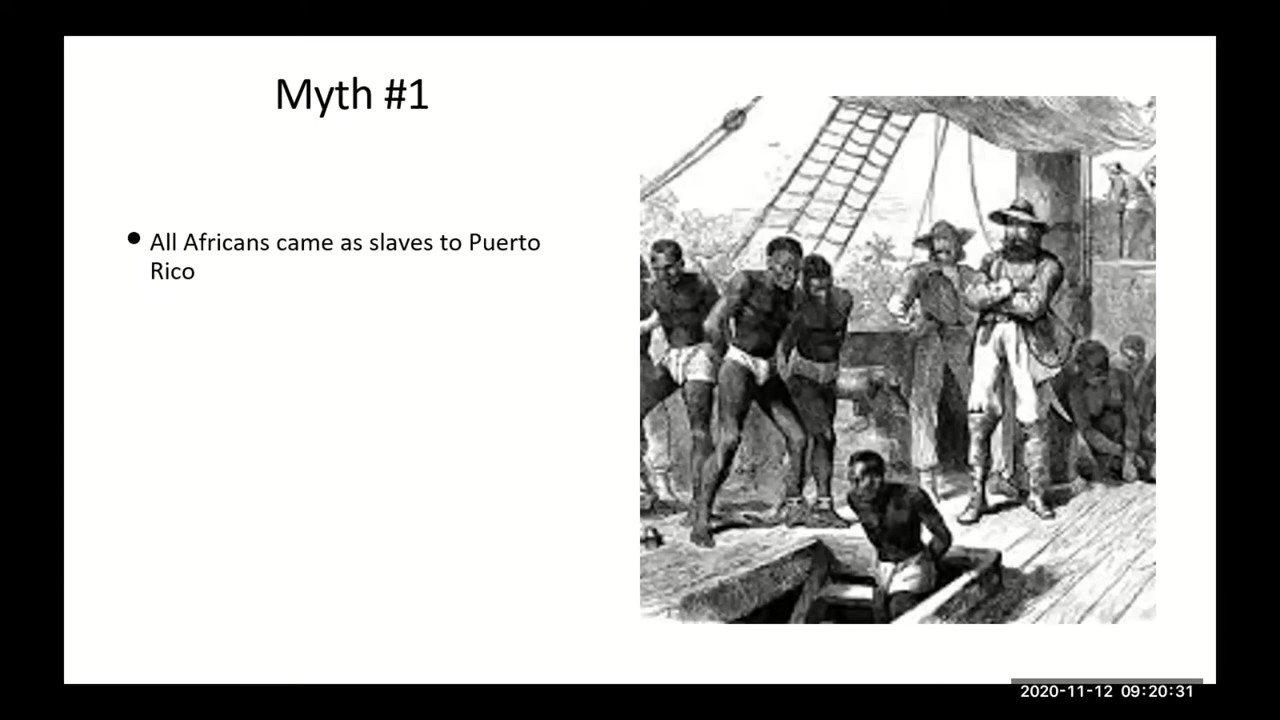 Myth #1
● All Africans came as slaves to Puerto
Rico
2020-11-12 09:20:31